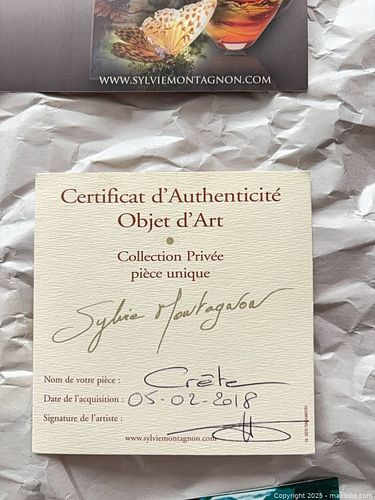 WWW.SYLVIEMONTAGNON.COM
Certificat d'Authenticité
Objet d'Art
Collection Privée
pièce unique
Sylvie Montagnon
Nom de votre pièce : Crète
Date de l'acquisition : 05-02-2018
Signature de l'artiste :
www.sylviemontagnon.com
Copyright © 2025 - maxsold.com